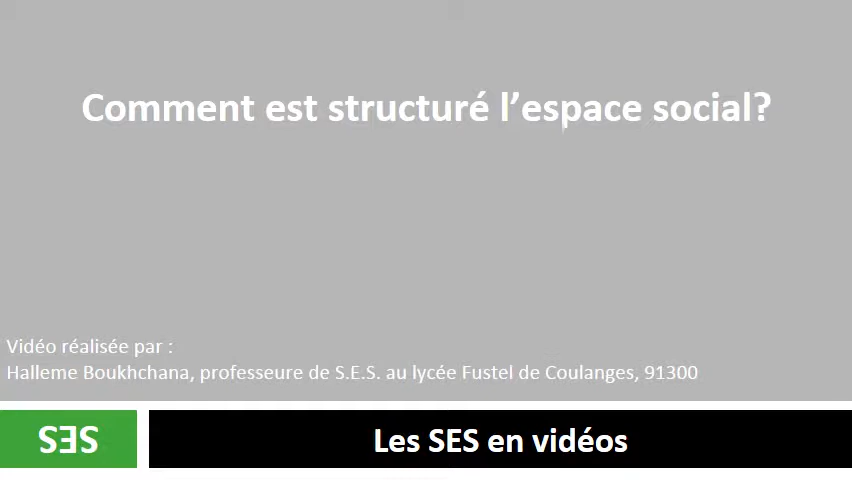 Comment est structuré l’espace social?
Vidéo réalisée par :
Halleme Boukhchana, professeure de S.E.S. au lycée Fustel de Coulanges, 91300
SƎS
Les SES en vidéos